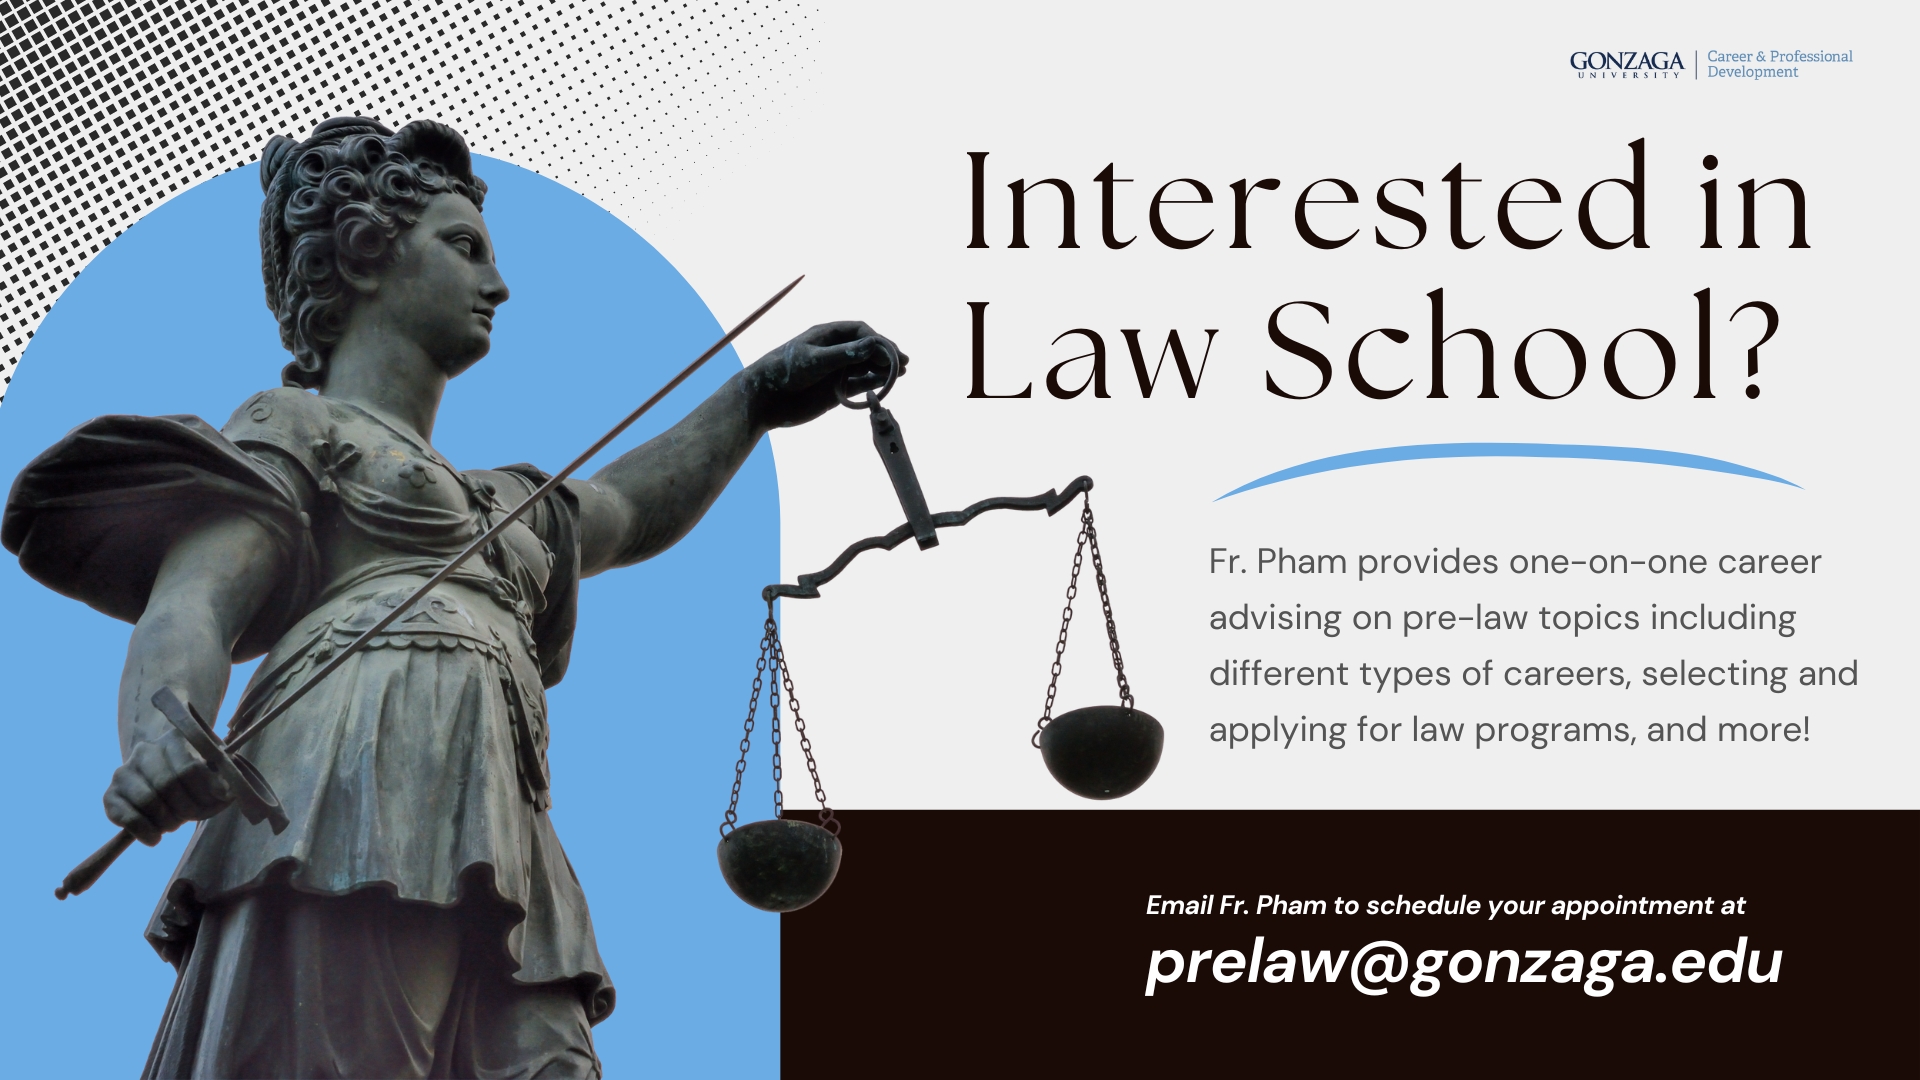 GONZAGA
UNIVERSITY
Career & Professional
Development
Interested in
Law School?
Fr. Pham provides one-on-one career
advising on pre-law topics including
different types of careers, selecting and
applying for law programs, and more!
Email Fr. Pham to schedule your appointment at
prelaw@gonzaga.edu